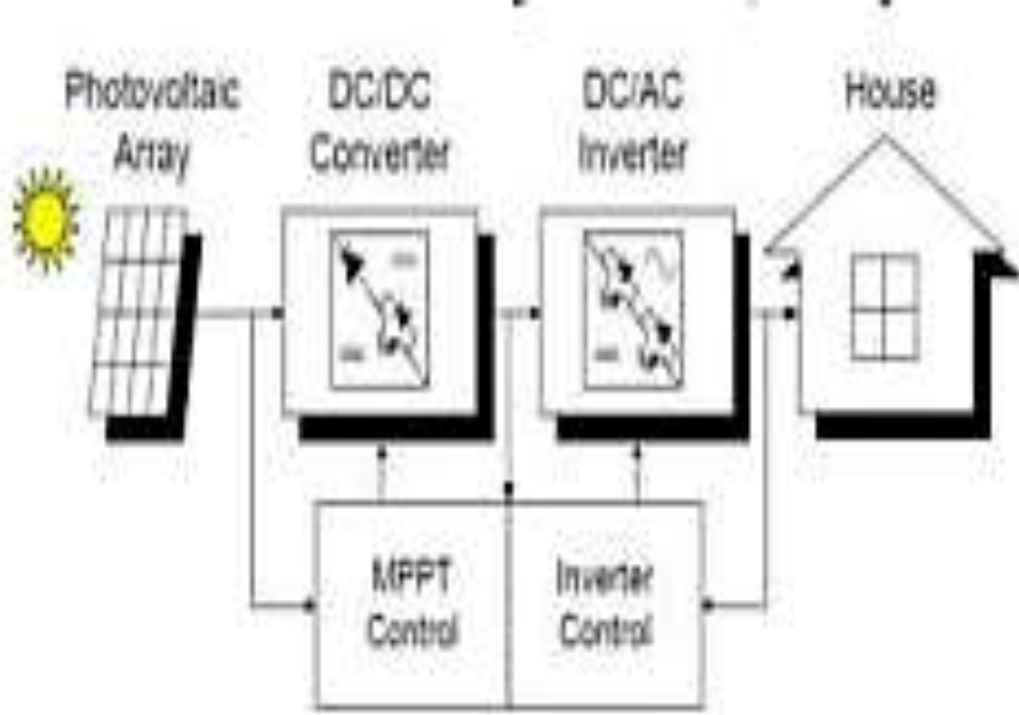 Photovoltaic
Array
DC/DC
Converter
DC/AC
Inverter
House
MPPT
Control
Inverter
Control